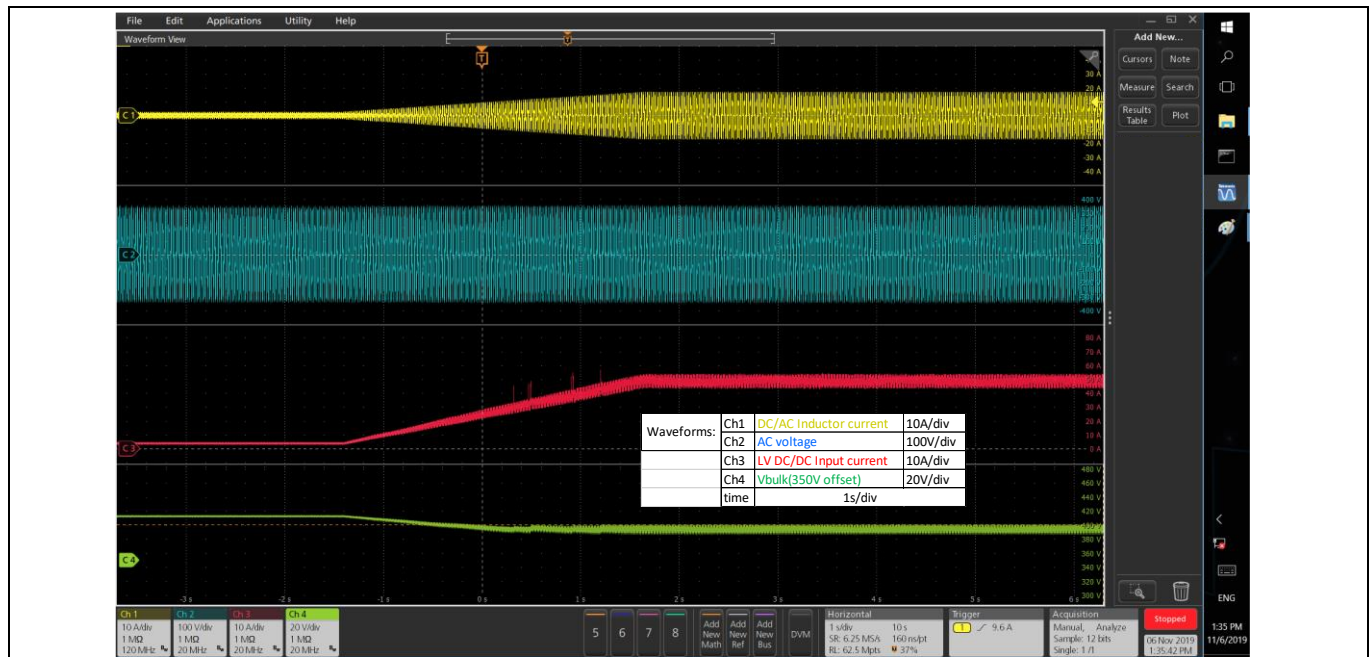 File Edit Applications Utility Help
Waveform View
Add New...
Cursors Note
Measure Search
Results Table Plot
T
T
C 1
30 A
20 A
-20 A
-30 A
-40 A
C 2
400 V
-400 V
C 3
80 A
70 A
60 A
40 A
30 A
20 A
10 A
0 A
Waveforms: Ch1 DC/AC Inductor current 10A/div
Ch2 AC voltage 100V/div
Ch3 LV DC/DC Input current 10A/div
Ch4 Vbulk(350V offset) 20V/div
time 1s/div
C 4
480 V
460 V
440 V
420 V
380 V
360 V
340 V
320 V
300 V
-3 s -2 s -1 s 0 s 1 s 2 s 3 s 4 s 5 s 6 s
Ch 1
10 A/div
1 MΩ
120 MHz
Ch 2
100 V/div
1 MΩ
20 MHz
Ch 3
10 A/div
1 MΩ
20 MHz
Ch 4
20 V/div
1 MΩ
20 MHz
5 6 7 8
Add New Math
Add New Ref
Add New Bus
DVM
Horizontal
1 s/div 10 s
SR: 6.25 MS/s 160 ns/pt
RL: 62.5 Mpts 37%
Trigger
1 9.6 A
Acquisition
Manual, Analyze
Sample: 12 bits
Single: 1 /1
Stopped
06 Nov 2019
1:35:42 PM
ENG
1:35 PM
11/6/2019